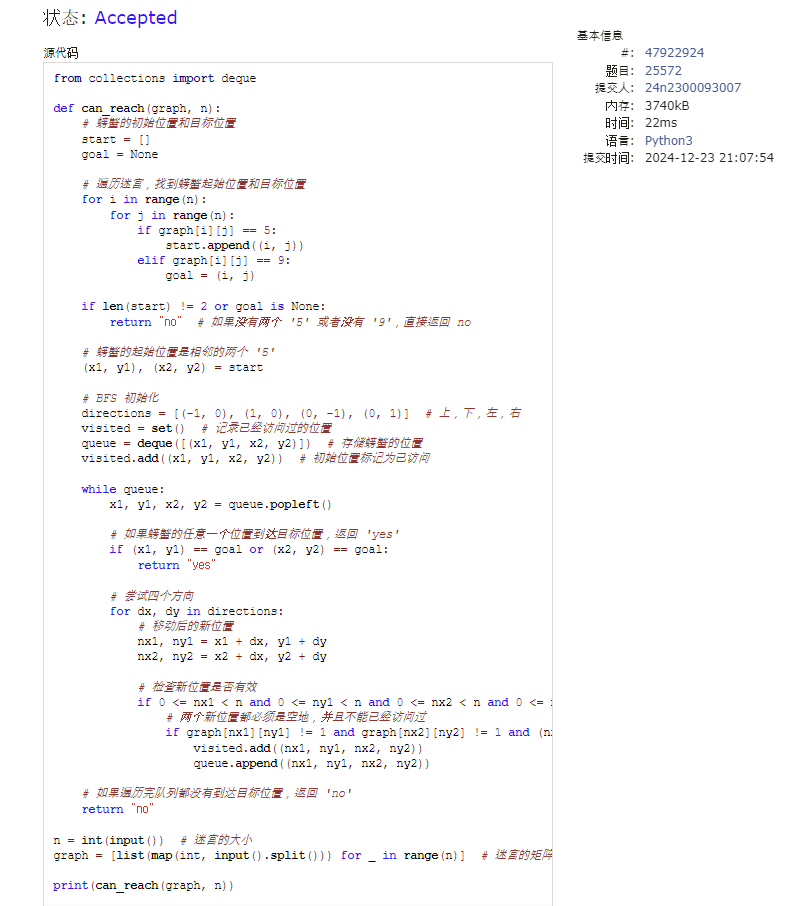 状态: Accepted
源代码
from collections import deque
def can_reach(graph, n):
# 螃蟹的初始位置和目标位置
start = []
goal = None
# 遍历迷宫，找到螃蟹起始位置和目标位置
for i in range(n):
for j in range(n):
if graph[i][j] == 5:
start.append((i, j))
elif graph[i][j] == 9:
goal = (i, j)
if len(start) != 2 or goal is None:
return "no"  # 如果没有两个 '5' 或者没有 '9'，直接返回 no
# 螃蟹的起始位置是相邻的两个 '5'
(x1, y1), (x2, y2) = start
# BFS 初始化
directions = [(-1, 0), (1, 0), (0, -1), (0, 1)]  # 上，下，左，右
visited = set()  # 记录已经访问过的位置
queue = deque([(x1, y1, x2, y2)])  # 存储螃蟹的位置
visited.add((x1, y1, x2, y2))  # 初始位置标记为已访问
while queue:
x1, y1, x2, y2 = queue.popleft()
# 如果螃蟹的任意一个位置到达目标位置，返回 'yes'
if (x1, y1) == goal or (x2, y2) == goal:
return "yes"
# 尝试四个方向
for dx, dy in directions:
# 移动后的新位置
nx1, ny1 = x1 + dx, y1 + dy
nx2, ny2 = x2 + dx, y2 + dy
# 检查新位置是否有效
if 0 <= nx1 < n and 0 <= ny1 < n and 0 <= nx2 < n and 0 <=
# 两个新位置都必须是空地，并且不能已经访问过
if graph[nx1][ny1] != 1 and graph[nx2][ny2] != 1 and
visited.add((nx1, ny1, nx2, ny2))
queue.append((nx1, ny1, nx2, ny2))
# 如果遍历完队列都没有到达目标位置，返回 'no'
return "no"
n = int(input())  # 迷宫的大小
graph = [list(map(int, input().split())) for _ in range(n)]  # 迷宫的矩阵
print(can_reach(graph, n))
基本信息
#: 47922924
题目: 25572
提交人: 24n2300093007
内存: 3740kB
时间: 22ms
语言: Python3
提交时间: 2024-12-23 21:07:54